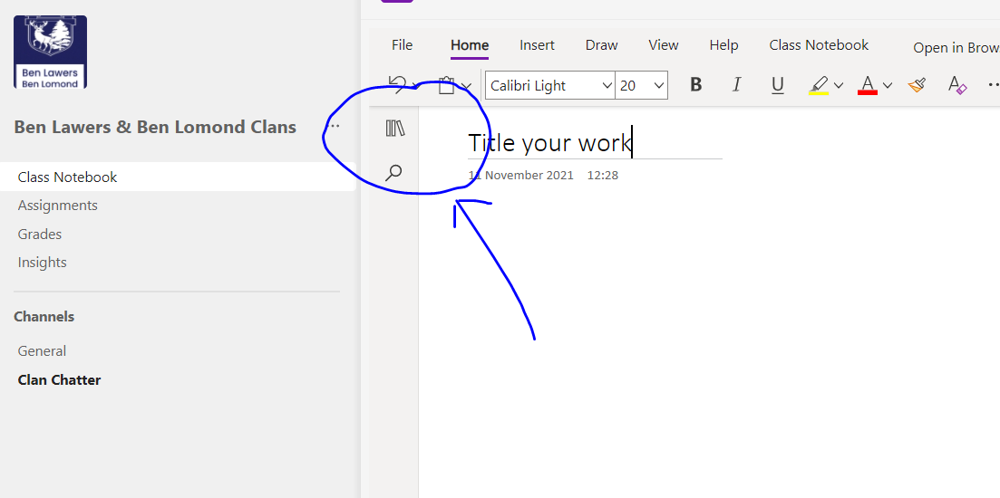 Ben Lawers
Ben Lomond
Ben Lawers & Ben Lomond Clans
Class Notebook
Assignments
Grades
Insights
Channels
General
Clan Chatter
File Home Insert Draw View Help Class Notebook Open in Brow
Calibri Light 20 B I U A A
Title your work
11 November 2021 12:28